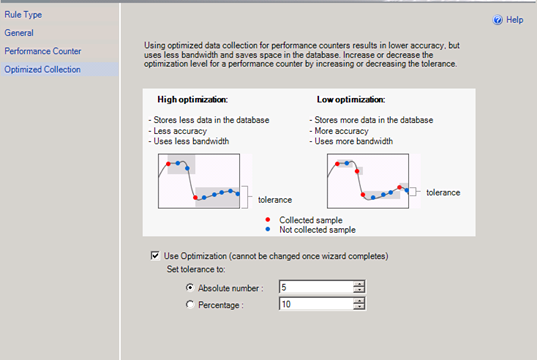 Rule Type
General
Performance Counter
Optimized Collection
Help
Using optimized data collection for performance counters results in lower accuracy, but
uses less bandwidth and saves space in the database. Increase or decrease the
optimization level for a performance counter by increasing or decreasing the tolerance.
High optimization:
- Stores less data in the database
- Less accuracy
- Uses less bandwidth
tolerance
Low optimization:
- Stores more data in the database
- More accuracy
- Uses more bandwidth
tolerance
Collected sample
Not collected sample
Use Optimization (cannot be changed once wizard completes)
Set tolerance to:
Absolute number : 5
Percentage : 10